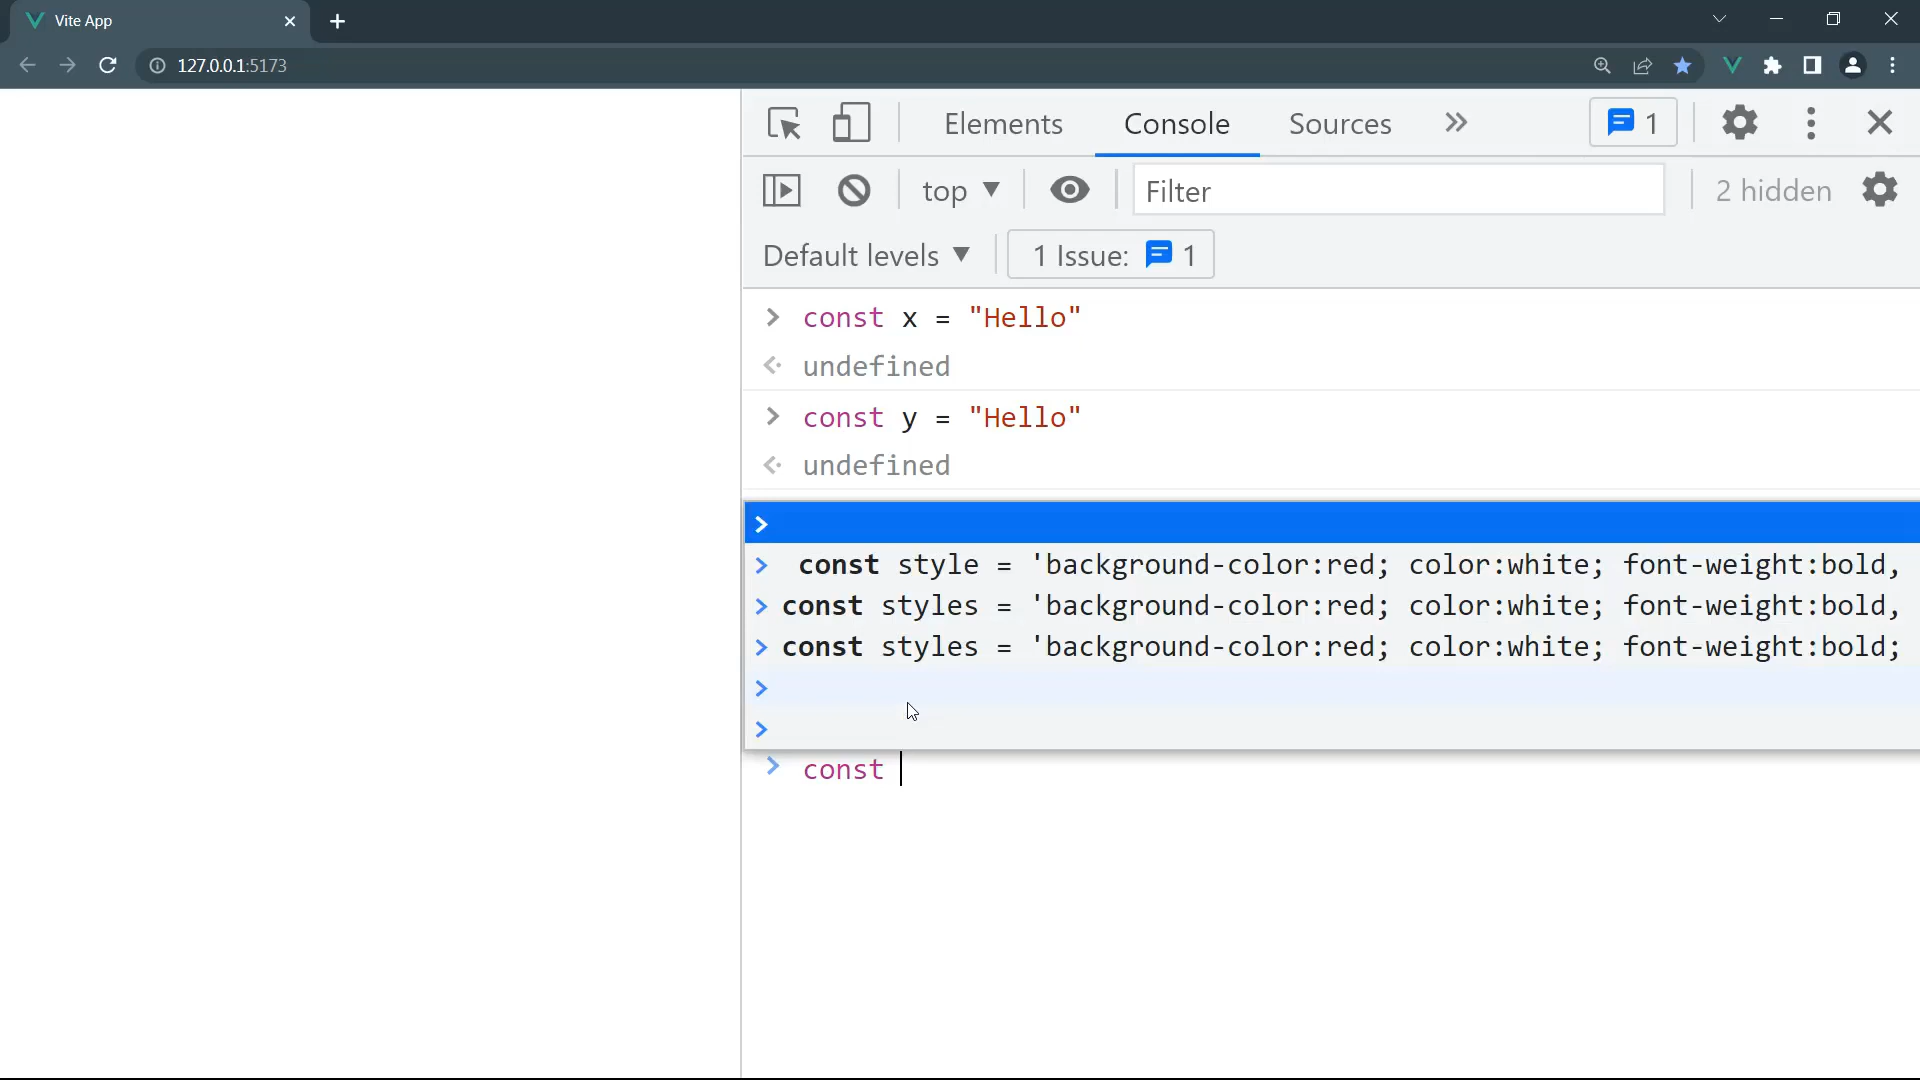 Vite App
127.0.0.1:5173
Elements Console Sources 1
top Filter 2 hidden
Default levels 1 Issue: 1
> const x = "Hello"
undefined
> const y = "Hello"
undefined
>
> const style = 'background-color:red; color:white; font-weight:bold,
> const styles = 'background-color:red; color:white; font-weight:bold,
> const styles = 'background-color:red; color:white; font-weight:bold;
>
>
> const